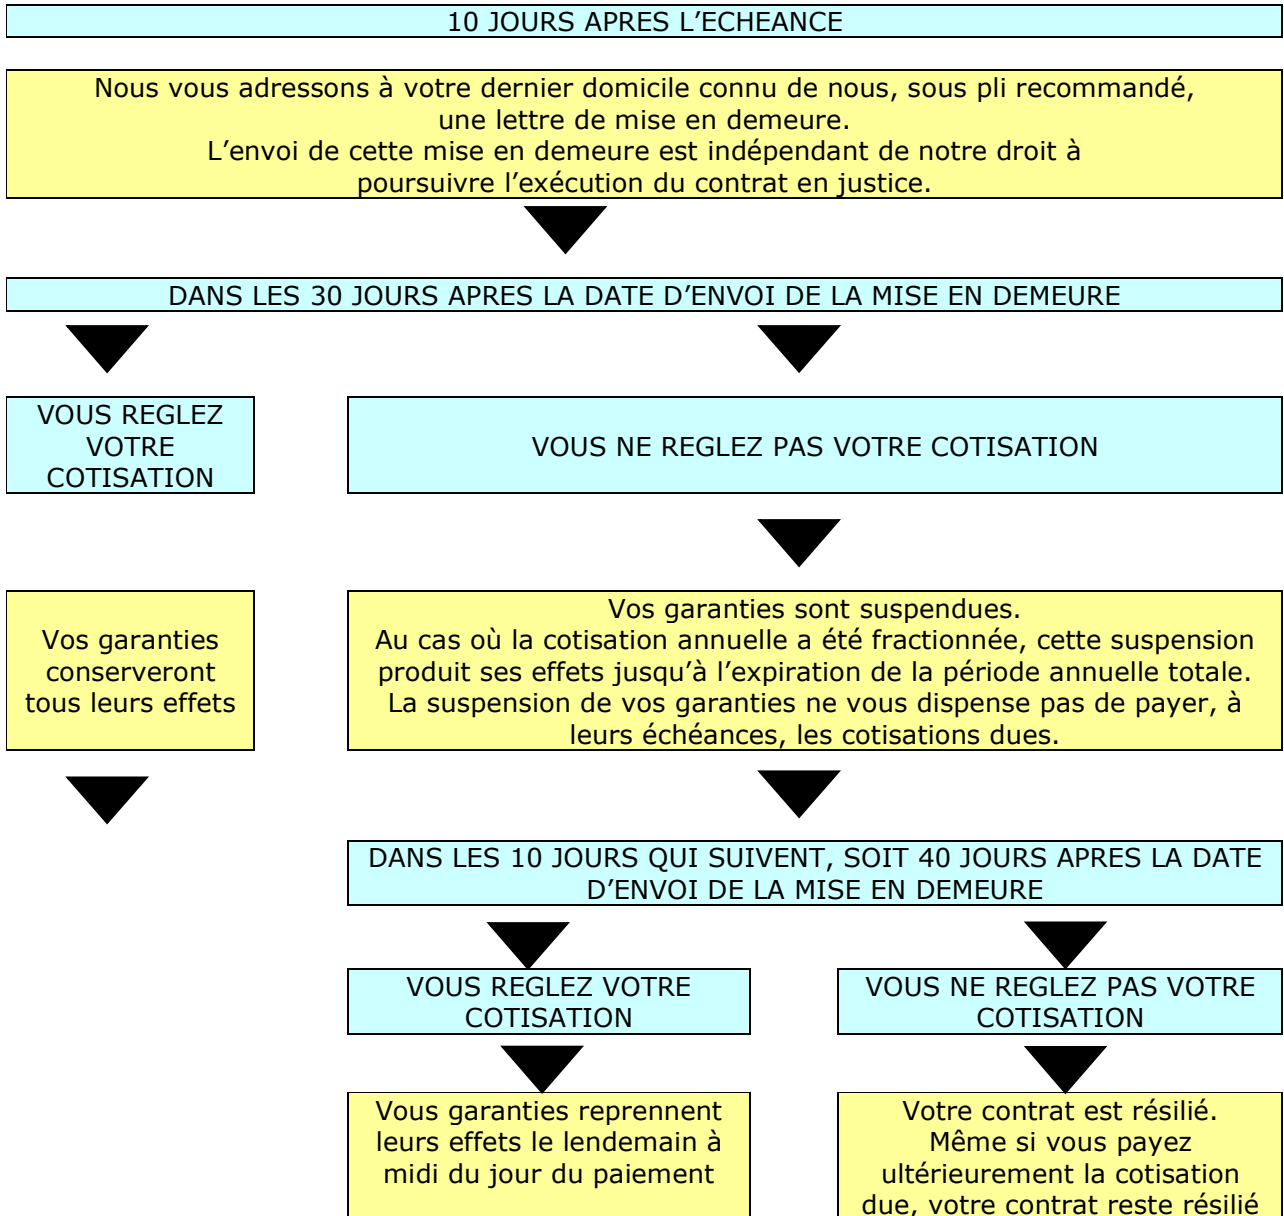 10 JOURS APRES L’ECHEANCE
Nous vous adressons à votre dernier domicile connu de nous, sous pli recommandé,
une lettre de mise en demeure.
L’envoi de cette mise en demeure est indépendant de notre droit à
poursuivre l’exécution du contrat en justice.
DANS LES 30 JOURS APRES LA DATE D’ENVOI DE LA MISE EN DEMEURE
VOUS REGLEZ
VOTRE
COTISATION
VOUS NE REGLEZ PAS VOTRE COTISATION
Vos garanties
conserveront
tous leurs effets
Vos garanties sont suspendues.
Au cas où la cotisation annuelle a été fractionnée, cette suspension
produit ses effets jusqu’à l’expiration de la période annuelle totale.
La suspension de vos garanties ne vous dispense pas de payer, à
leurs échéances, les cotisations dues.
DANS LES 10 JOURS QUI SUIVENT, SOIT 40 JOURS APRES LA DATE
D’ENVOI DE LA MISE EN DEMEURE
VOUS REGLEZ VOTRE
COTISATION
VOUS NE REGLEZ PAS VOTRE
COTISATION
Vous garanties reprennent
leurs effets le lendemain à
midi du jour du paiement
Votre contrat est résilié.
Même si vous payez
ultérieurement la cotisation
due, votre contrat reste résilié